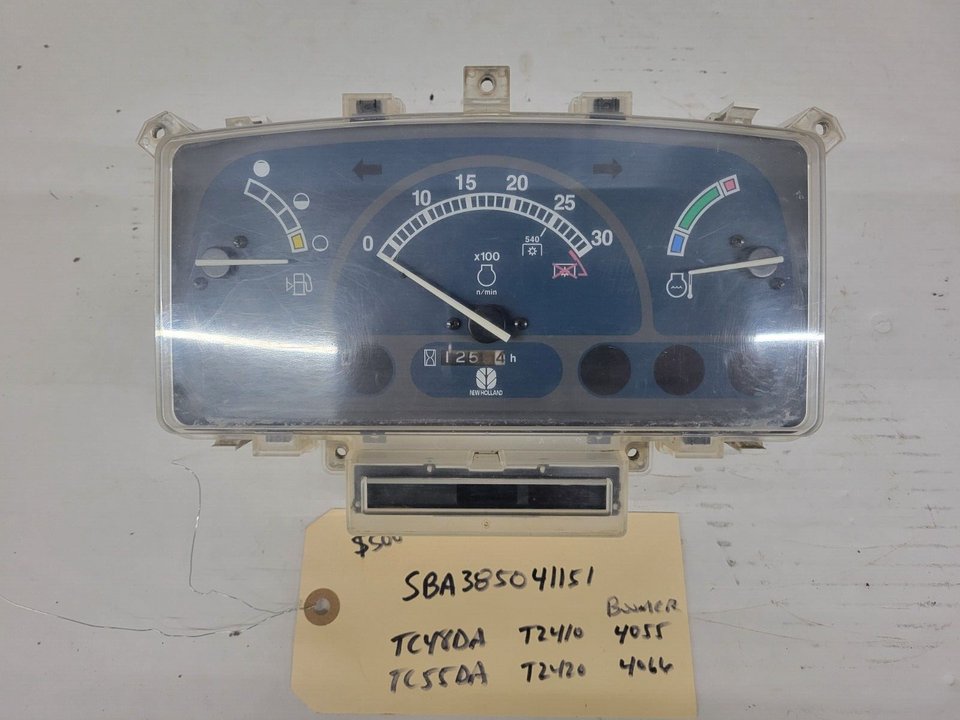 15 20
10 25
0 30
540
x100
n/min
125 4 h
NEW HOLLAND
$500
SBA385041151
Boomer
TC48DA T2410 4055
TC55DA T2420 4066